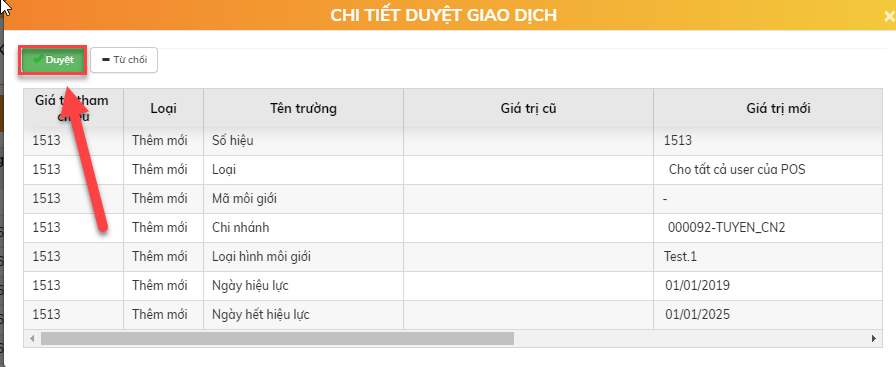 CHI TIẾT DUYỆT GIAO DỊCH
Duyệt Từ chối
Giá trị tham chiếu Loại Tên trường Giá trị cũ Giá trị mới
1513 Thêm mới Số hiệu 1513
1513 Thêm mới Loại Cho tất cả user của POS
1513 Thêm mới Mã môi giới -
1513 Thêm mới Chi nhánh 000092-TUYEN_CN2
1513 Thêm mới Loại hình môi giới Test.1
1513 Thêm mới Ngày hiệu lực 01/01/2019
1513 Thêm mới Ngày hết hiệu lực 01/01/2025